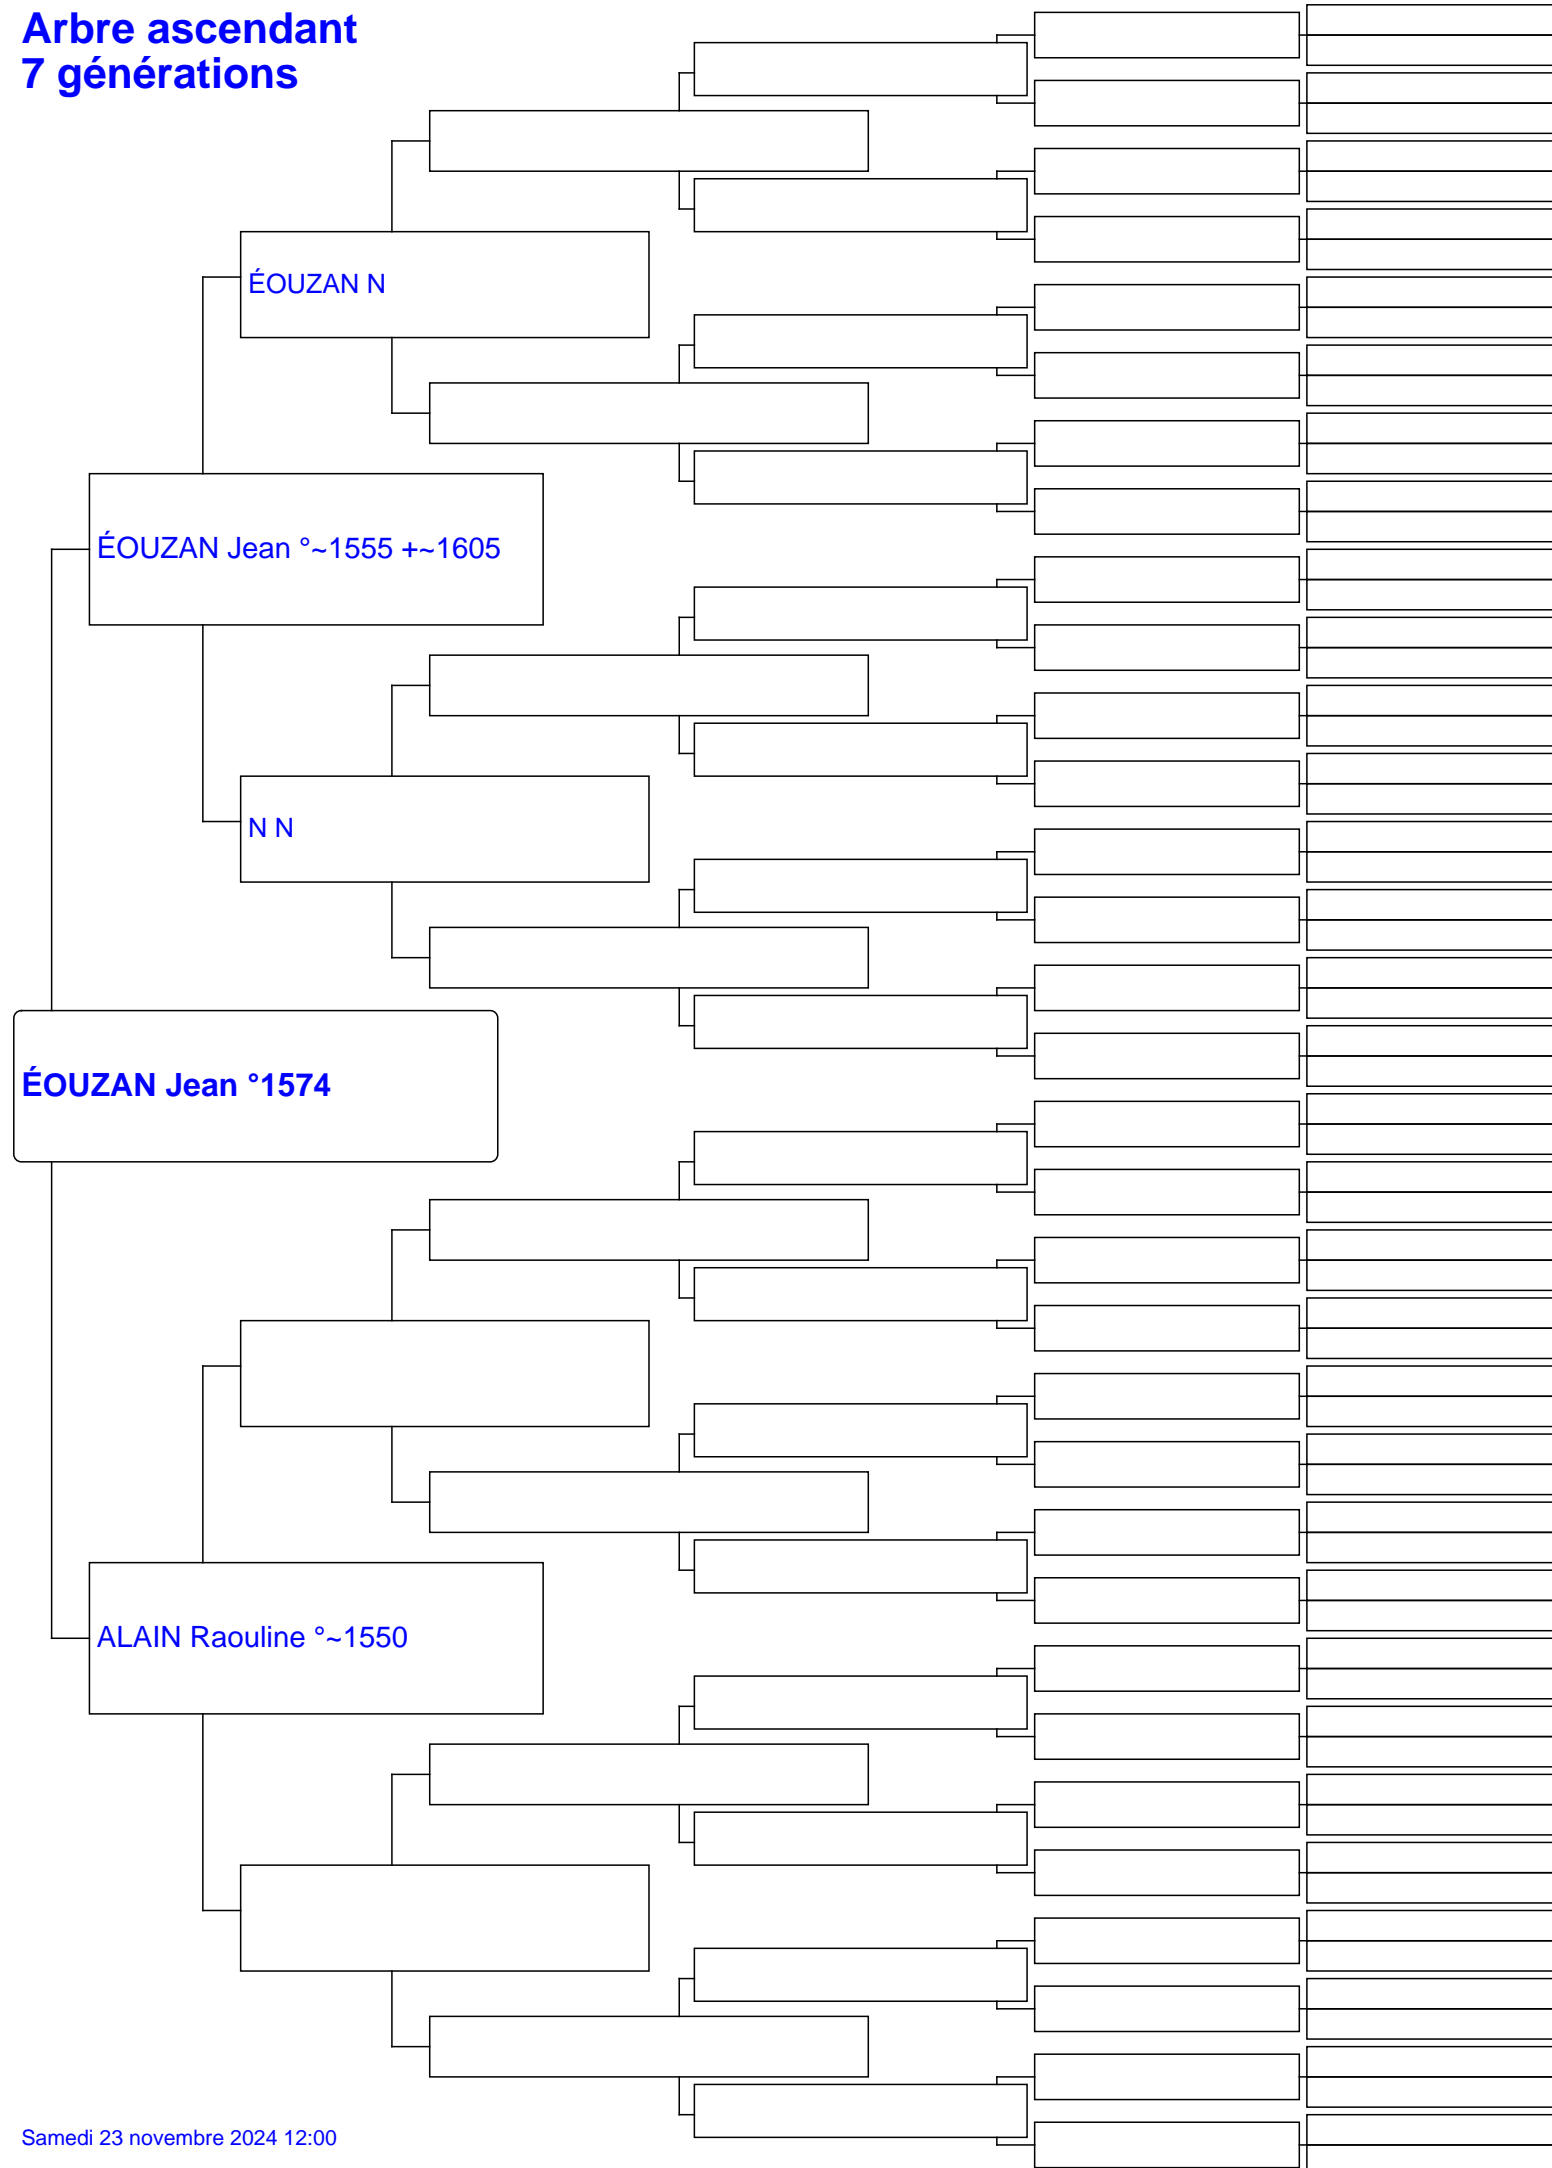 Arbre ascendant
7 générations
ÉOUZAN N
ÉOUZAN Jean °~1555 +~1605
N N
ÉOUZAN Jean °1574
ALAIN Raouline °~1550
Samedi 23 novembre 2024 12:00